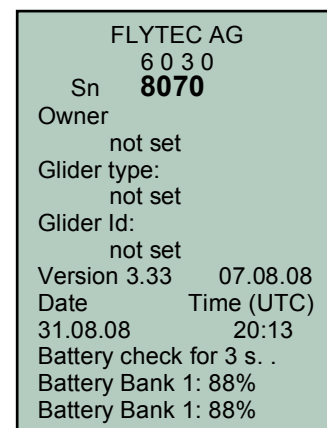 FLYTEC AG
6 0 3 0
Sn 8070
Owner
not set
Glider type:
not set
Glider Id:
not set
Version 3.33 07.08.08
Date Time (UTC)
31.08.08 20:13
Battery check for 3 s. .
Battery Bank 1: 88%
Battery Bank 1: 88%